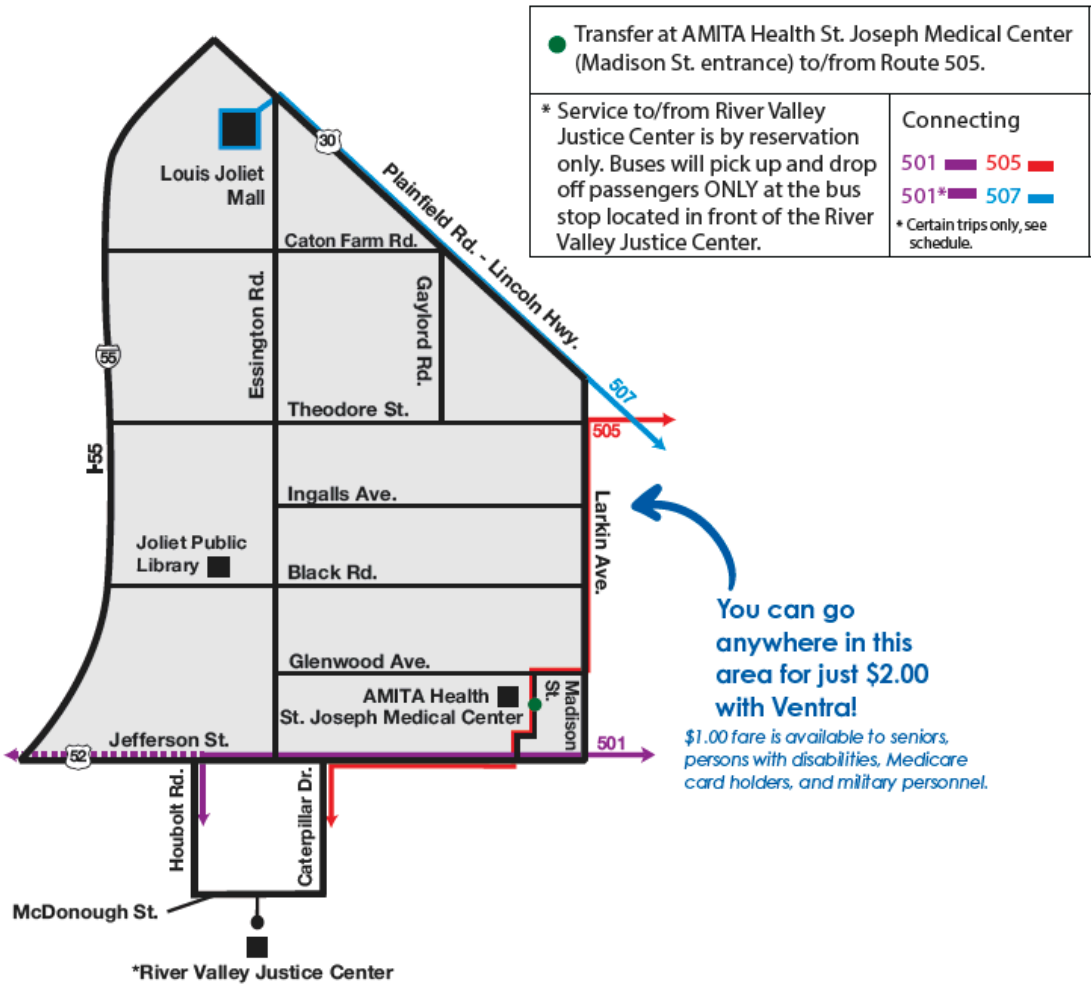 Transfer at AMITA Health St. Joseph Medical Center
(Madison St. entrance) to/from Route 505.
* Service to/from River Valley
Justice Center is by reservation
only. Buses will pick up and drop
off passengers ONLY at the bus
stop located in front of the River
Valley Justice Center.
Connecting
501 505
501* 507
* Certain trips only, see
schedule.
30
Louis Joliet
Mall
Plainfield Rd. - Lincoln Hwy.
Caton Farm Rd.
Essington Rd.
Gaylord Rd.
55
I-55
Theodore St.
507
505
Ingalls Ave.
Larkin Ave.
Joliet Public
Library
Black Rd.
You can go
anywhere in this
area for just $2.00
with Ventra!
$1.00 fare is available to seniors,
persons with disabilities, Medicare
card holders, and military personnel.
Glenwood Ave.
AMITA Health
St. Joseph Medical Center
Madison
St.
Jefferson St.
52
501
Houbolt Rd.
Caterpillar Dr.
McDonough St.
*River Valley Justice Center